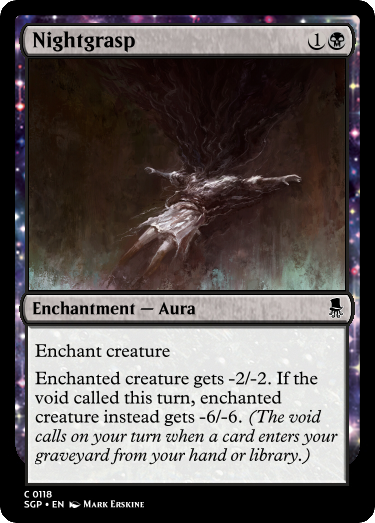 Nightgrasp 1
Enchantment — Aura
Enchant creature
Enchanted creature gets -2/-2. If the
void called this turn, enchanted
creature instead gets -6/-6. (The void
calls on your turn when a card enters your
graveyard from your hand or library.)
C 0118
SGP • EN Mark Erskine